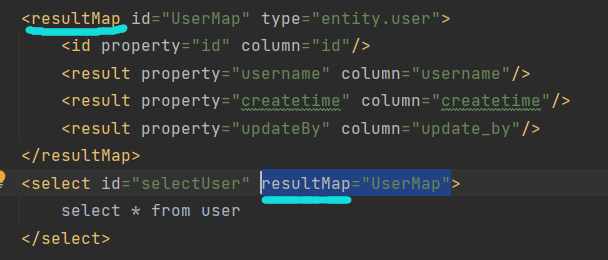 <resultMap id="UserMap" type="entity.user">
<id property="id" column="id"/>
<result property="username" column="username"/>
<result property="createtime" column="createtime"/>
<result property="updateBy" column="update_by"/>
</resultMap>
<select id="selectUser" resultMap="UserMap">
select * from user
</select>